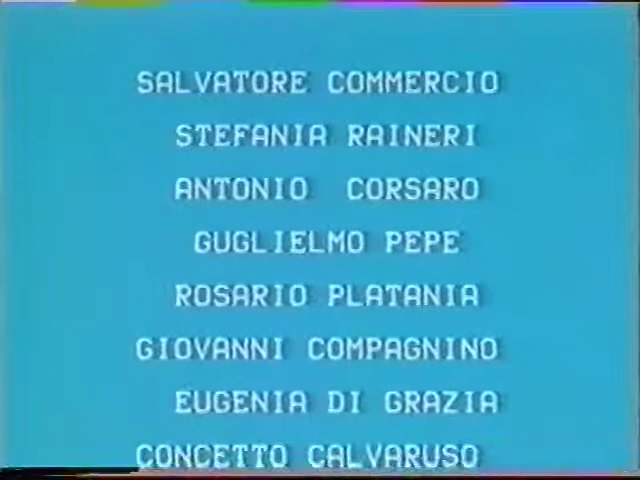 SALVATORE COMMERCIO
STEFANIA RAINERI
ANTONIO CORSARO
GUGLIELMO PEPE
ROSARIO PLATANIA
GIOVANNI COMPAGNINO
EUGENIA DI GRAZIA
CONCETTO CALVARUSO